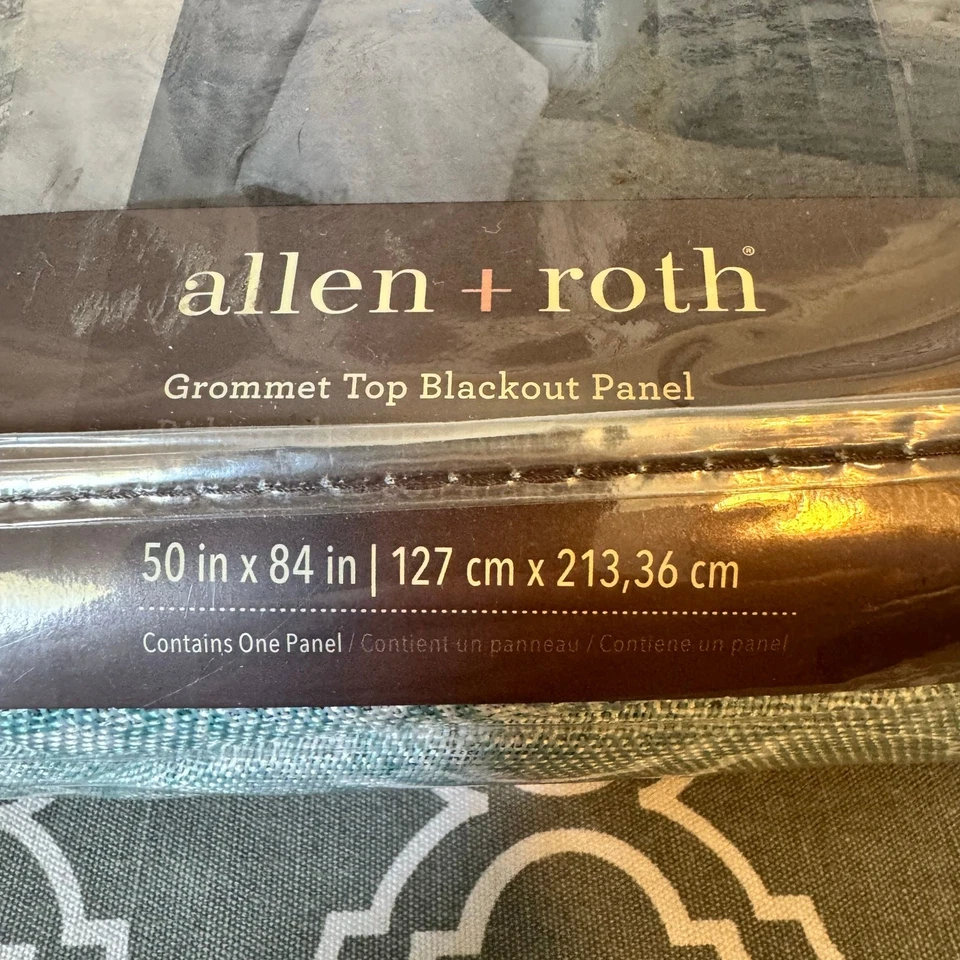 allen + roth®
Grommet Top Blackout Panel
50 in x 84 in | 127 cm x 213,36 cm
Contains One Panel / Contient un panneau / Contiene un panel